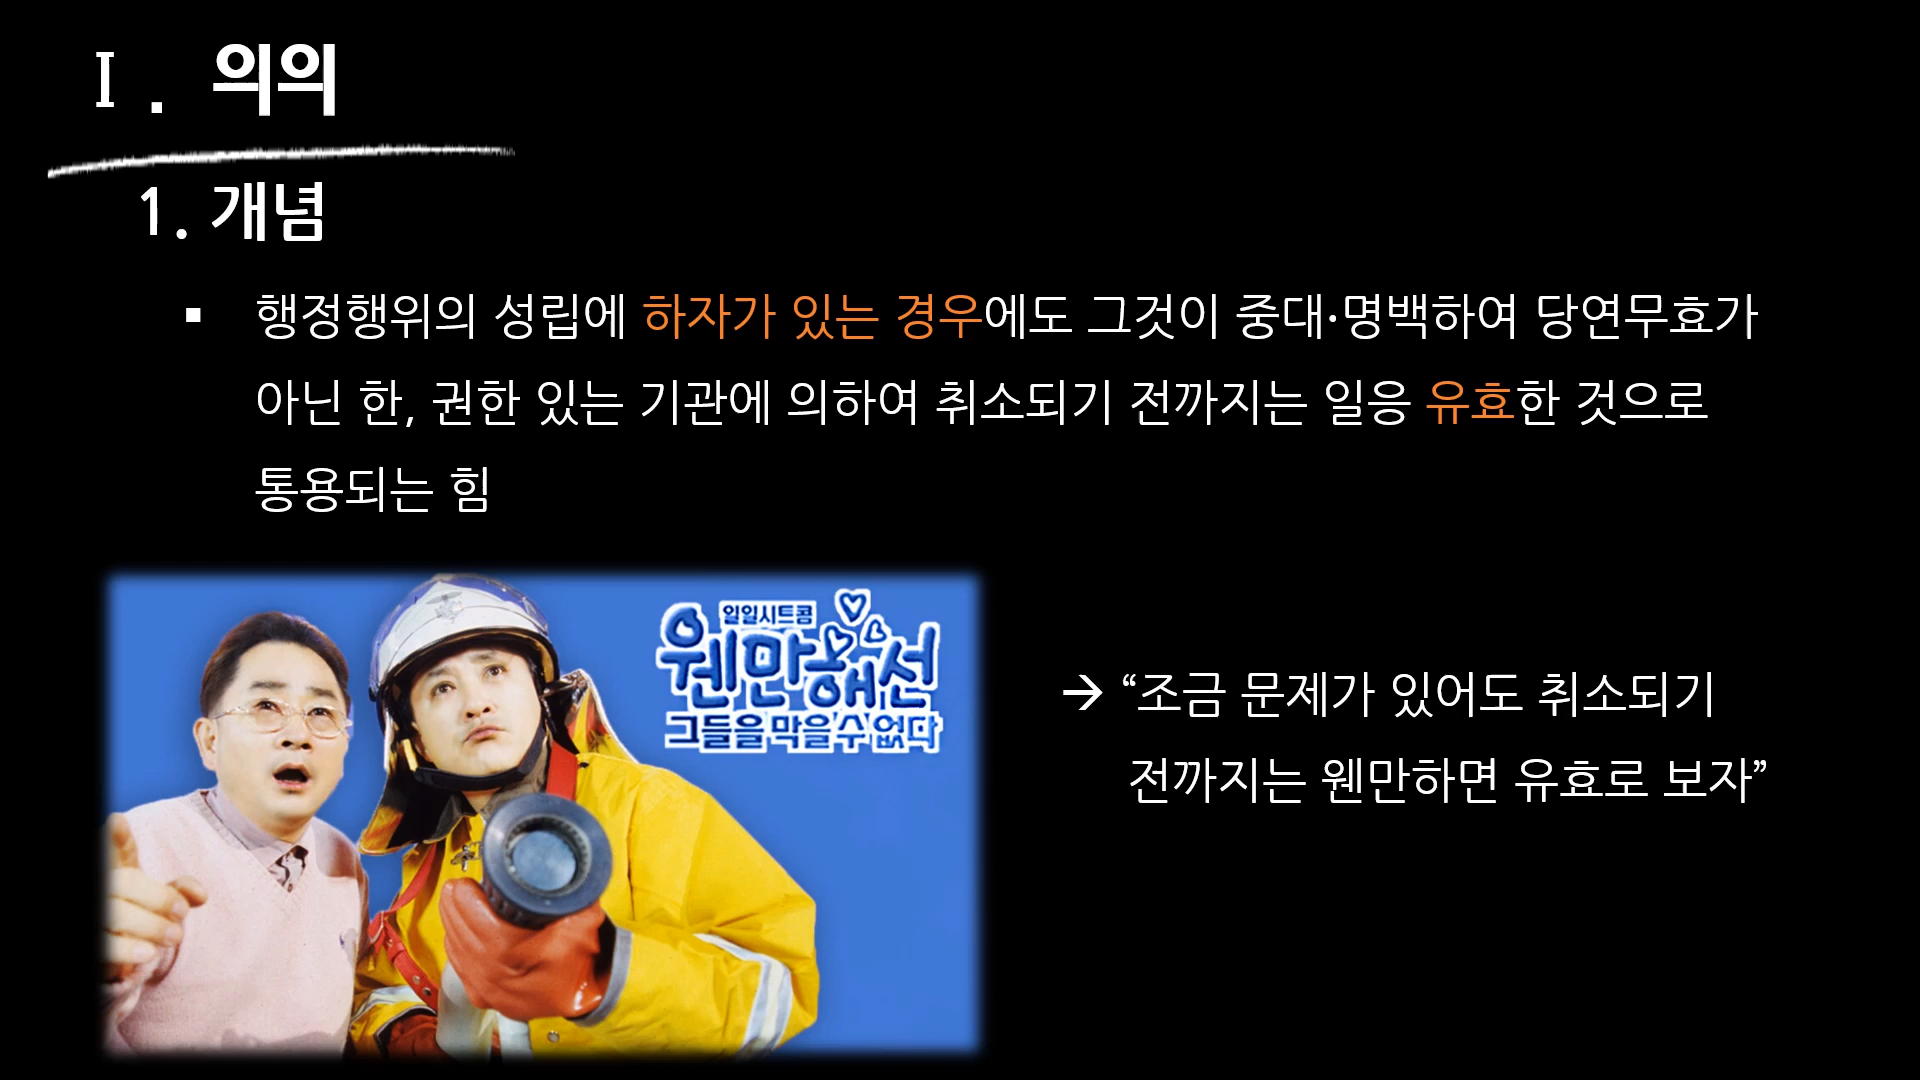 Ⅰ. 의의
1. 개념
▪ 행정행위의 성립에 하자가 있는 경우에도 그것이 중대·명백하여 당연무효가
아닌 한, 권한 있는 기관에 의하여 취소되기 전까지는 일응 유효한 것으로
통용되는 힘
일일시트콤
웬만해선
그들을 막을 수 없다
→ “조금 문제가 있어도 취소되기
전까지는 웬만하면 유효로 보자”